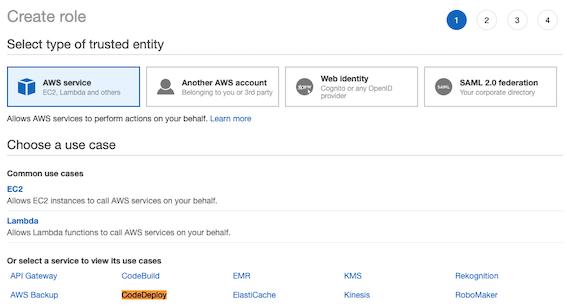 Create role
1 2 3 4
Select type of trusted entity
AWS service
EC2, Lambda and others
Another AWS account
Belonging to you or 3rd party
Web identity
Cognito or any OpenID
provider
SAML
SAML 2.0 federation
Your corporate directory
Allows AWS services to perform actions on your behalf. Learn more
Choose a use case
Common use cases
EC2
Allows EC2 instances to call AWS services on your behalf.
Lambda
Allows Lambda functions to call AWS services on your behalf.
Or select a service to view its use cases
API Gateway CodeBuild EMR KMS Rekognition
AWS Backup CodeDeploy ElastiCache Kinesis RoboMaker